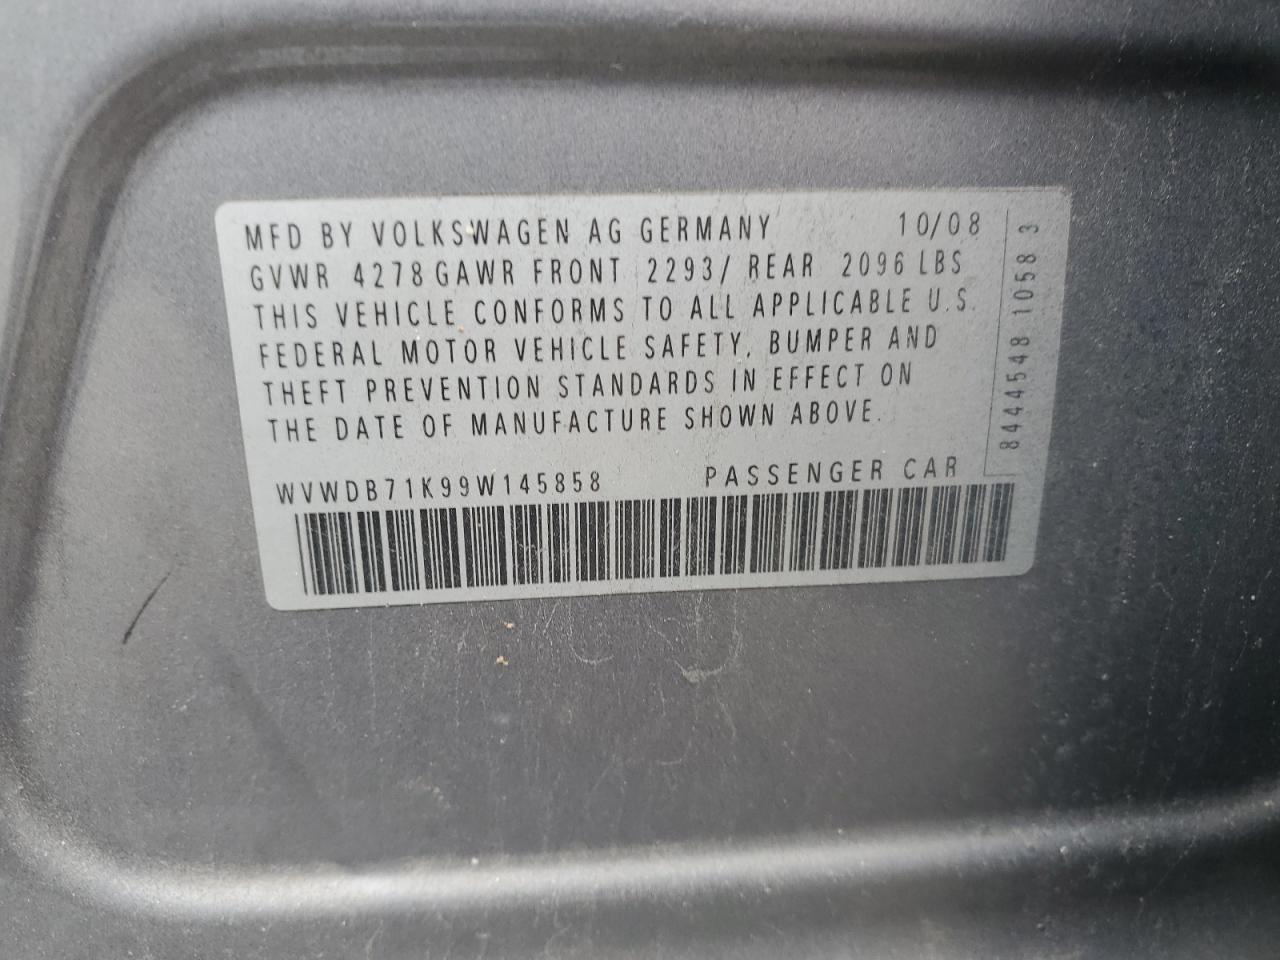 MFD BY VOLKSWAGEN AG GERMANY 10/08
GVWR 4278 GAWR FRONT 2293/ REAR 2096 LBS
THIS VEHICLE CONFORMS TO ALL APPLICABLE U.S.
FEDERAL MOTOR VEHICLE SAFETY, BUMPER AND
THEFT PREVENTION STANDARDS IN EFFECT ON
THE DATE OF MANUFACTURE SHOWN ABOVE.
WVWDB71K99W145858 PASSENGER CAR
8444548 1058 3